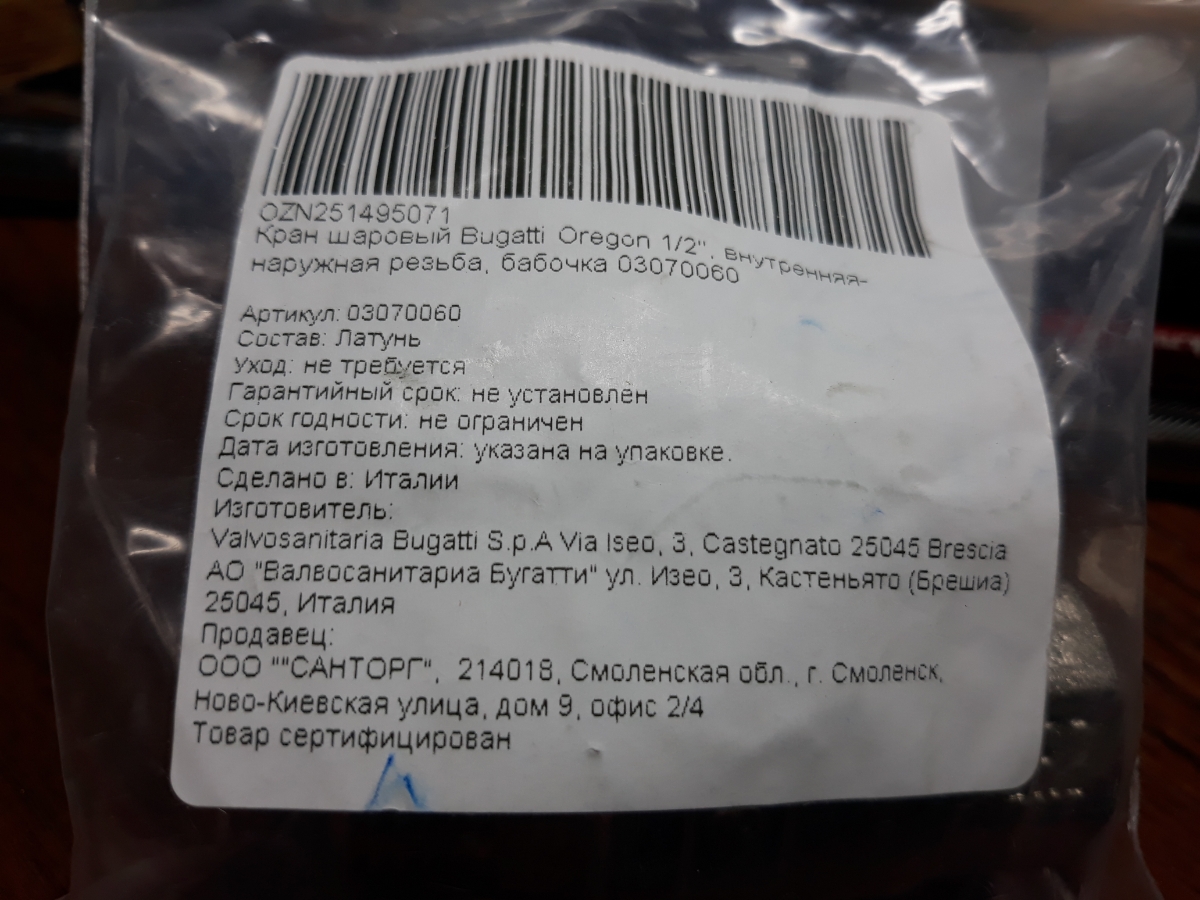 OZN251495071
Кран шаровый Bugatti Oregon 1/2", внутренняя-
наружная резьба, бабочка 03070060
Артикул: 03070060
Состав: Латунь
Уход: не требуется
Гарантийный срок: не установлен
Срок годности: не ограничен
Дата изготовления: указана на упаковке.
Сделано в: Италии
Изготовитель:
Valvosanitaria Bugatti S.p.A Via Iseo, 3, Castegnato 25045 Brescia
АО "Валвосанитариа Бугатти" ул. Изео, 3, Кастеньято (Брешиа)
25045, Италия
Продавец:
ООО ""САНТОРГ", 214018, Смоленская обл., г. Смоленск,
Ново-Киевская улица, дом 9, офис 2/4
Товар сертифицирован